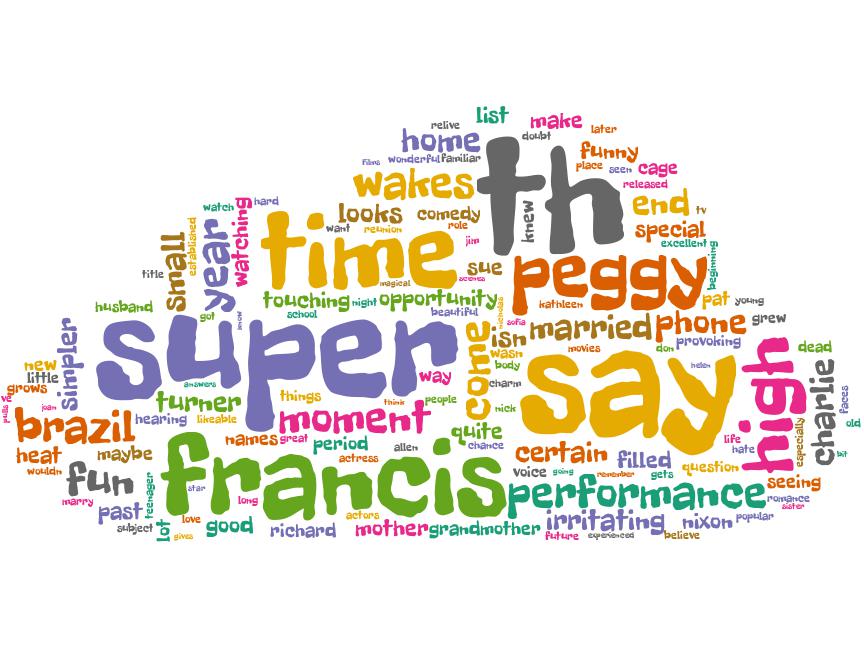 list
relive
make
later
home
doubt
th
funny
films
wonderful
familiar
place
seen
cage
released
wakes
end
tv
watch
hard
looks
comedy
knew
special
want
reunion
role
jim
excellent
established
small
year
watching
time
title
magical
sue
scenes
peggy
beginning
husband
got
snow
touching
night
opportunity
nicholas
kathleen
pat
young
school
beautiful
sofia
super
come
isn
married
phone
grew
simpler
wasn
movies
don
provoking
new
little
grows
body
say
helen
high
dead
charlie
faces
answers
way
charm
turner
things
think
people
nick
joan
brazil
hearing
likeable
moment
quite
chance
life
hate
especially
old
bit
names
great
period
allen
certain
heat
maybe
actress
voice
going
filled
question
wouldn
fun
francis
remember
gets
seeing
marry
teenager
star
long
performance
romance
sister
past
lot
love
good
richard
actors
mother
grandmother
irritating
nixon
popular
subject
gives
future
experienced
believe